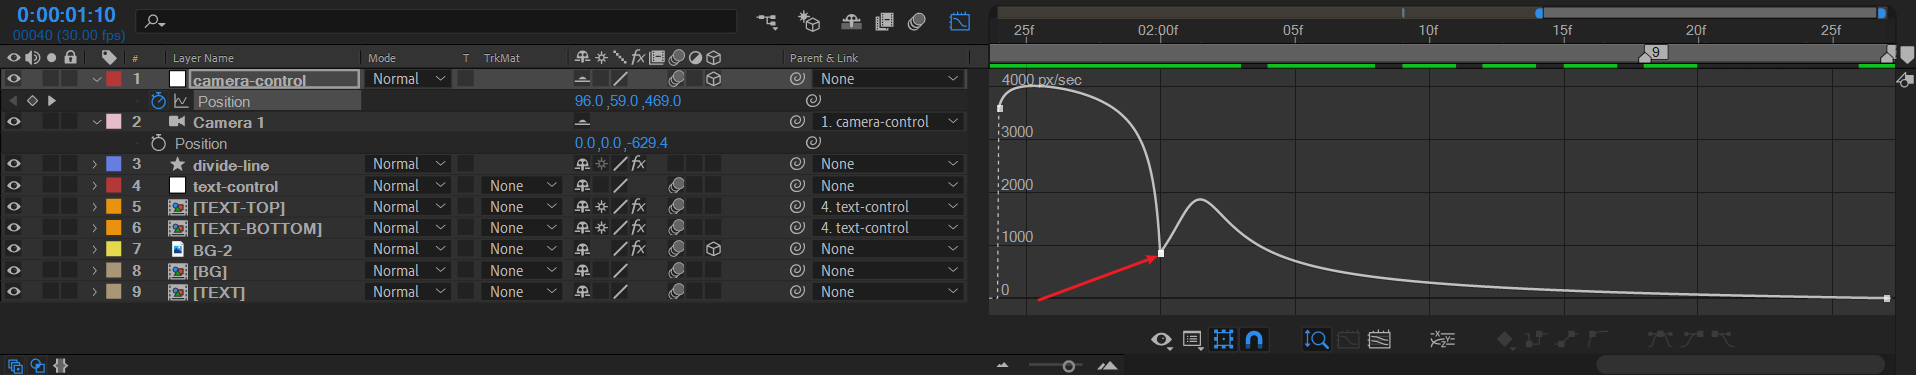 0:00:01:10
00040 (30.00 fps)
# Layer Name Mode T TrkMat fx Parent & Link
1 camera-control Normal None
Position 96.0,59.0,469.0
2 Camera 1 1. camera-control
Position 0.0,0.0,-629.4
3 divide-line Normal fx None
4 text-control Normal None None
5 [TEXT-TOP] Normal None fx 4. text-control
6 [TEXT-BOTTOM] Normal None fx 4. text-control
7 BG-2 Normal None fx None
8 [BG] Normal None None
9 [TEXT] Normal None None
25f 02:00f 05f 10f 15f 20f 25f
9
4000 px/sec
3000
2000
1000
0